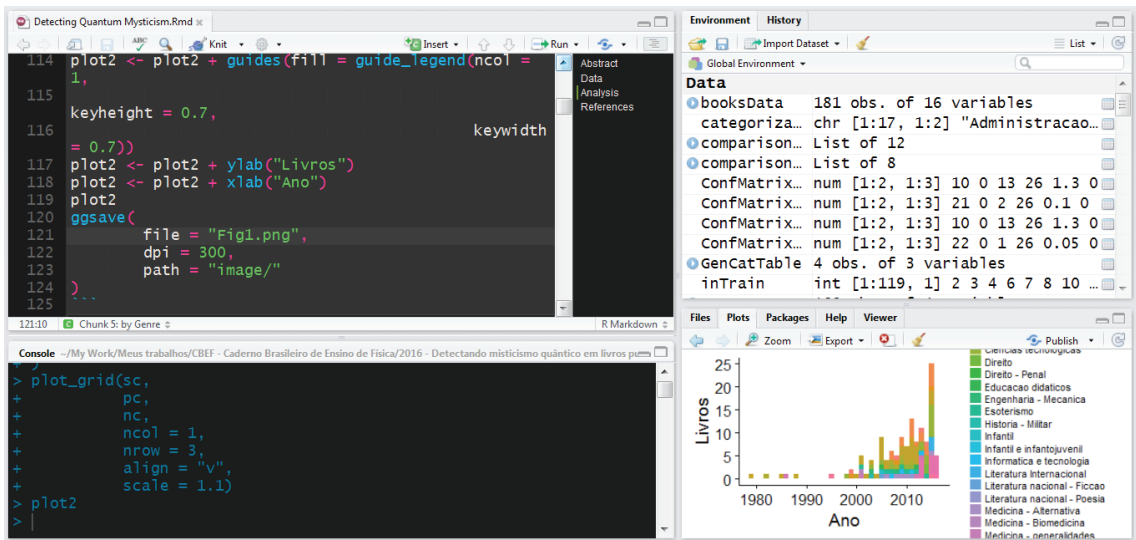 Detecting Quantum Mysticism.Rmd
ABC Knit Insert Run
114 plot2 <- plot2 + guides(fill = guide_legend(ncol =
1,
115
keyheight = 0.7,
116 keywidth
= 0.7))
117 plot2 <- plot2 + ylab("Livros")
118 plot2 <- plot2 + xlab("Ano")
119 plot2
120 ggsave(
121 file = "Fig1.png",
122 dpi = 300,
123 path = "image/"
124 )
125 ```
Abstract
Data
Analysis
References
121:10 Chunk 5: by Genre R Markdown
Console ~/My Work/Meus trabalhos/CBEF - Caderno Brasileiro de Ensino de Física/2016 - Detectando misticismo quântico em livros pu
+ )
> plot_grid(sc,
+ pc,
+ nc,
+ ncol = 1,
+ nrow = 3,
+ align = "v",
+ scale = 1.1)
> plot2
>
Environment History
Import Dataset List
Global Environment
Data
booksData 181 obs. of 16 variables
categoriza… chr [1:17, 1:2] "Administracao…
comparison… List of 12
comparison… List of 8
ConfMatrix… num [1:2, 1:3] 10 0 13 26 1.3 0
ConfMatrix… num [1:2, 1:3] 21 0 2 26 0.1 0
ConfMatrix… num [1:2, 1:3] 10 0 13 26 1.3 0
ConfMatrix… num [1:2, 1:3] 22 0 1 26 0.05 0
GenCatTable 4 obs. of 3 variables
inTrain int [1:119, 1] 2 3 4 6 7 8 10 …
Files Plots Packages Help Viewer
Zoom Export Publish
25
20
15
10
5
0
Livros
1980 1990 2000 2010
Ano
Ciencias tecnologicas
Direito
Direito - Penal
Educacao didaticos
Engenharia - Mecanica
Esoterismo
Historia - Militar
Infantil
Infantil e infantojuvenil
Informatica e tecnologia
Literatura Internacional
Literatura nacional - Ficcao
Literatura nacional - Poesia
Medicina - Alternativa
Medicina - Biomedicina
Medicina - generalidades